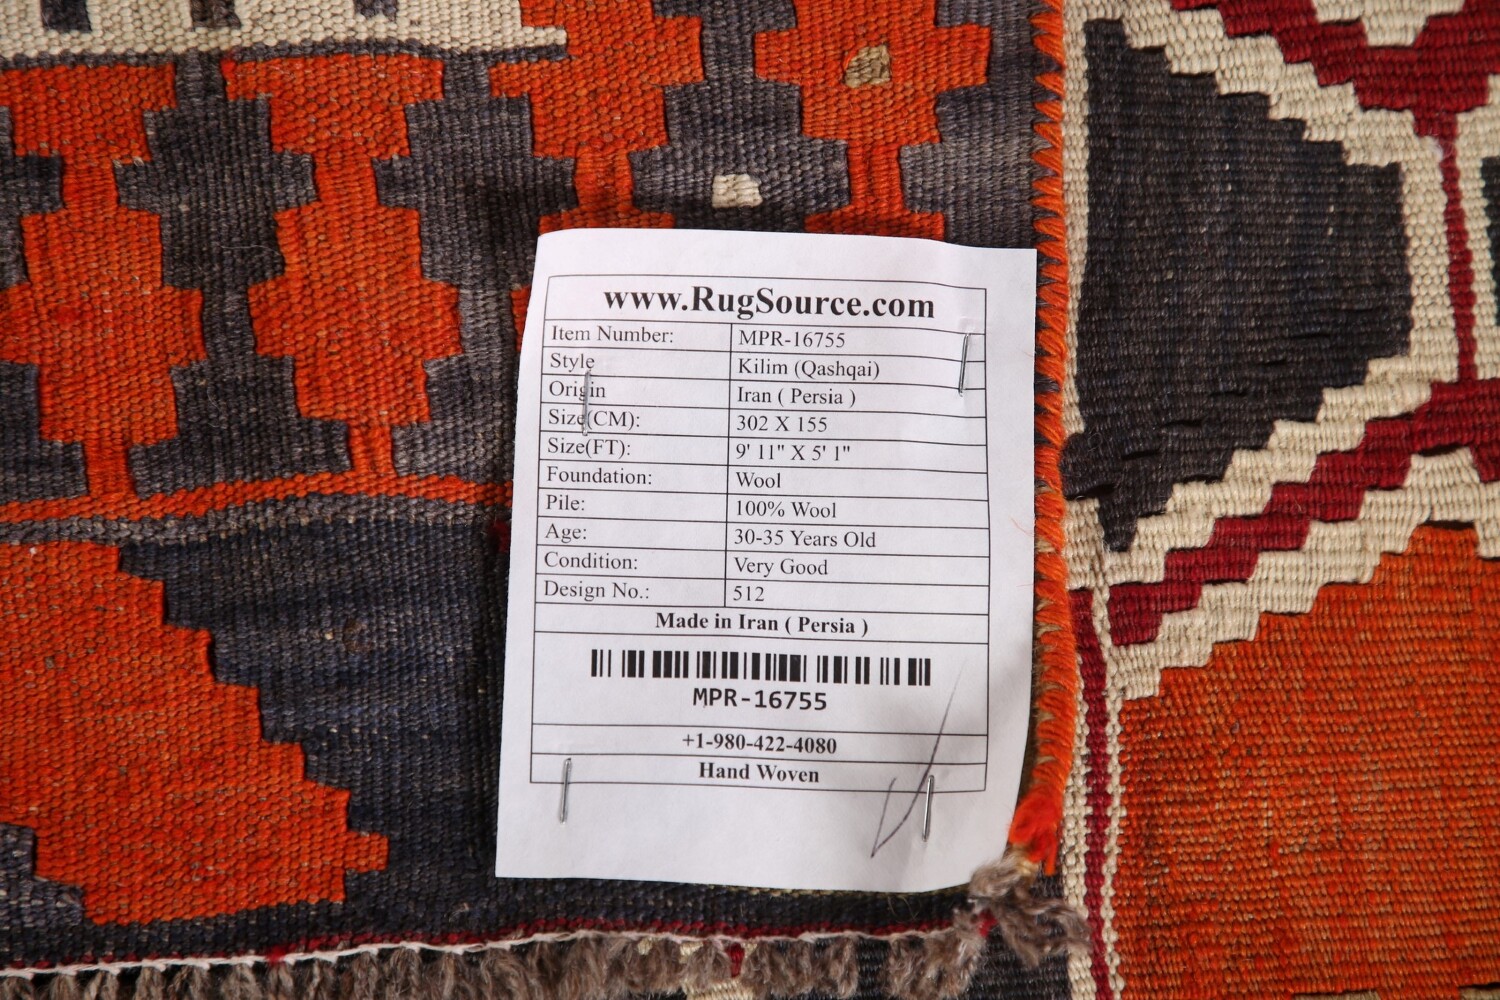 www.RugSource.com
Item Number: MPR-16755
Style Kilim (Qashqai)
Origin Iran ( Persia )
Size(CM): 302 X 155
Size(FT): 9' 11" X 5' 1"
Foundation: Wool
Pile: 100% Wool
Age: 30-35 Years Old
Condition: Very Good
Design No.: 512
Made in Iran ( Persia )
MPR-16755
+1-980-422-4080
Hand Woven